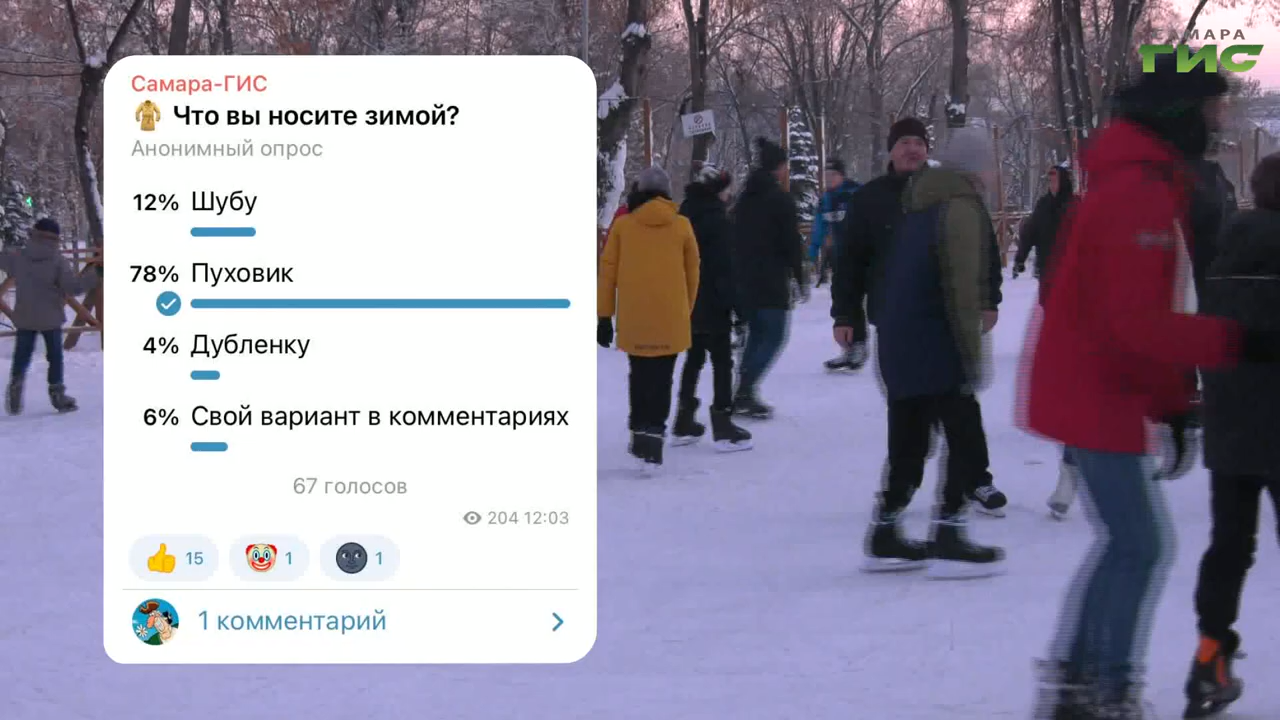 САМАРА
ГИС
Самара-ГИС
Что вы носите зимой?
Анонимный опрос
12% Шубу
78% Пуховик
4% Дубленку
6% Свой вариант в комментариях
67 голосов
204 12:03
15 1 1
1 комментарий